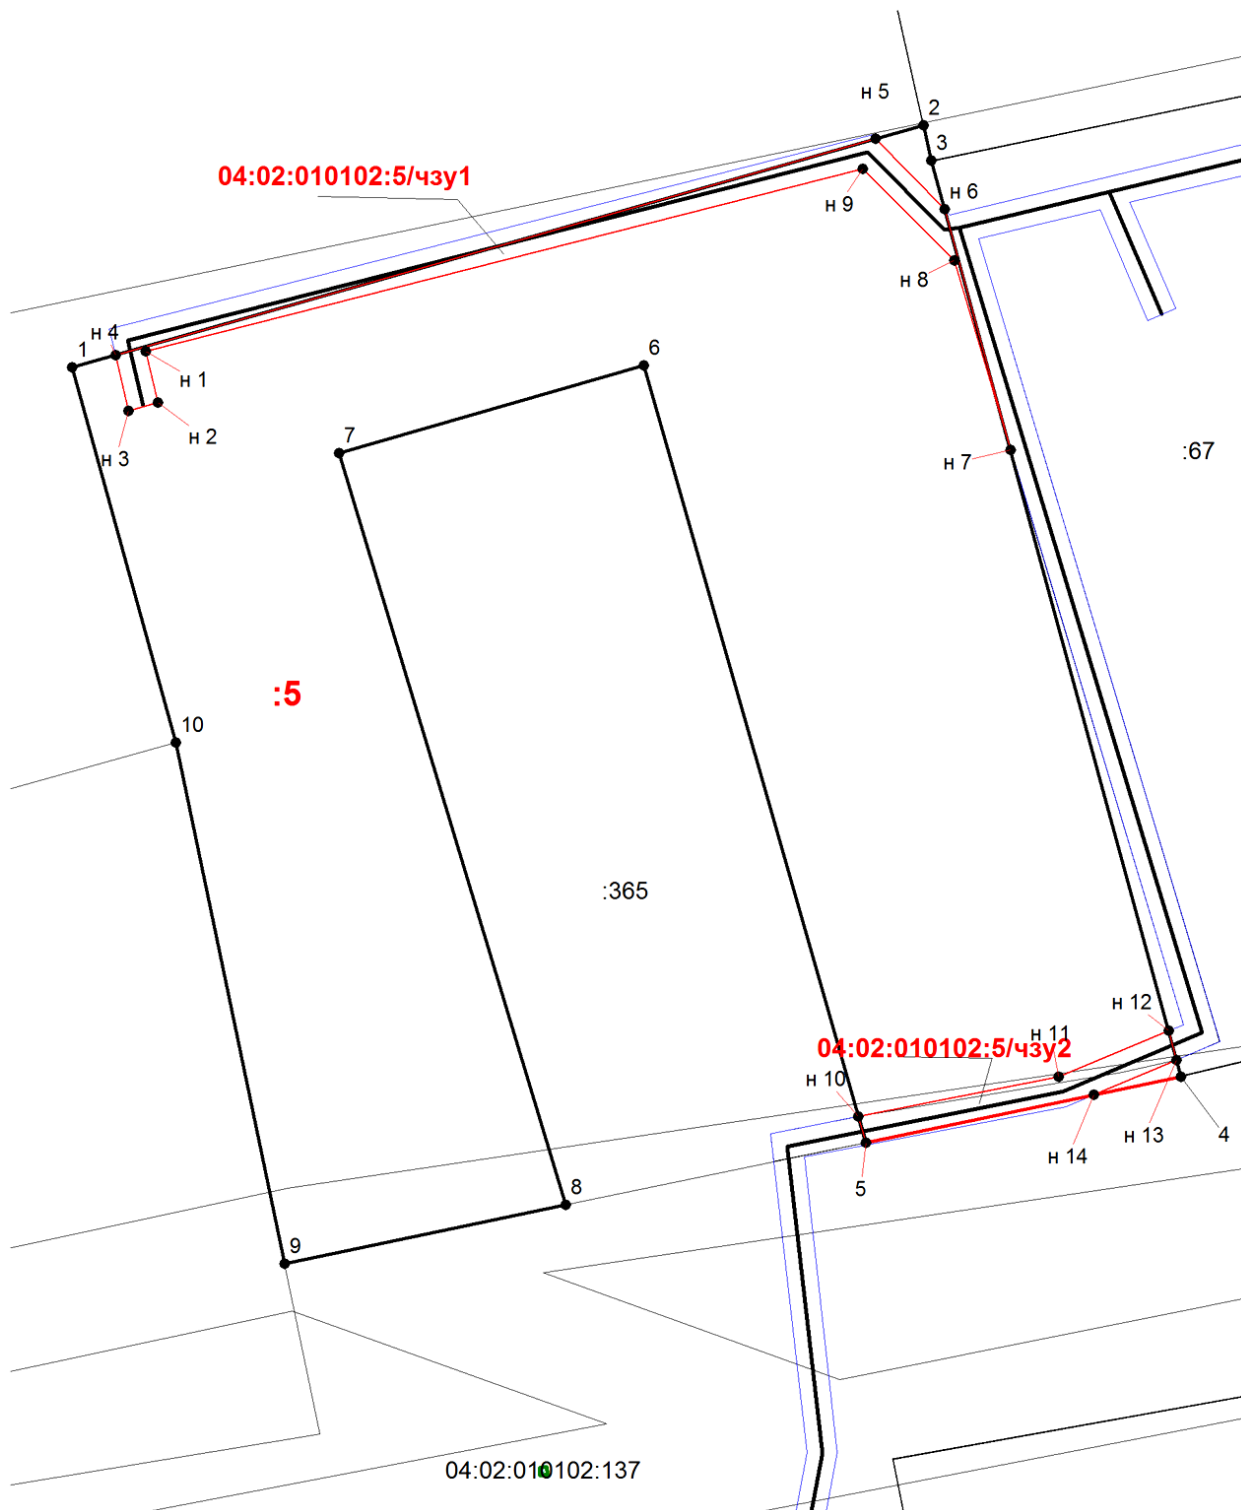 н 5
2
3
04:02:010102:5/чзу1
н 6
н 9
н 8
н 4
1
6
н 1
7
н 2
н 3
н 7
:67
:5
10
:365
н 12
н 11
04:02:010102:5/чзу2
н 10
н 13
4
н 14
5
8
9
04:02:010102:137